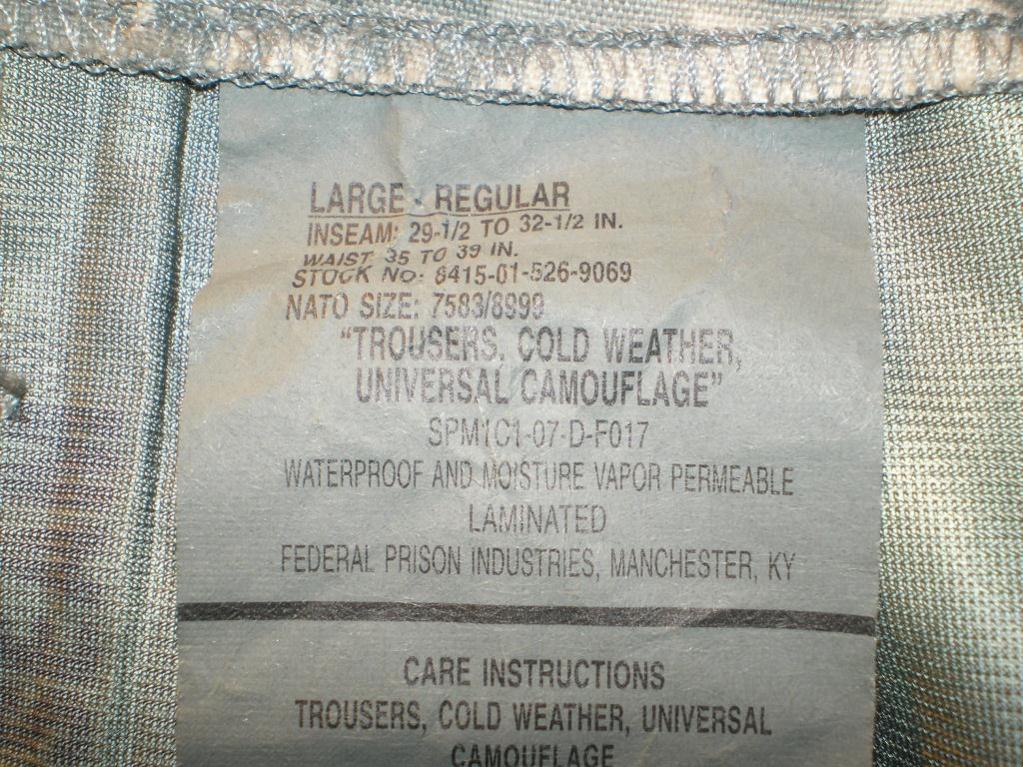 LARGE - REGULAR
INSEAM: 29-1/2 TO 32-1/2 IN.
WAIST 35 TO 39 IN.
STOCK NO: 8415-01-526-9069
NATO SIZE: 7583/8999
"TROUSERS, COLD WEATHER,
UNIVERSAL CAMOUFLAGE"
SPM1C1-07-D-F017
WATERPROOF AND MOISTURE VAPOR PERMEABLE
LAMINATED
FEDERAL PRISON INDUSTRIES, MANCHESTER, KY
CARE INSTRUCTIONS
TROUSERS, COLD WEATHER, UNIVERSAL
CAMOUFLAGE